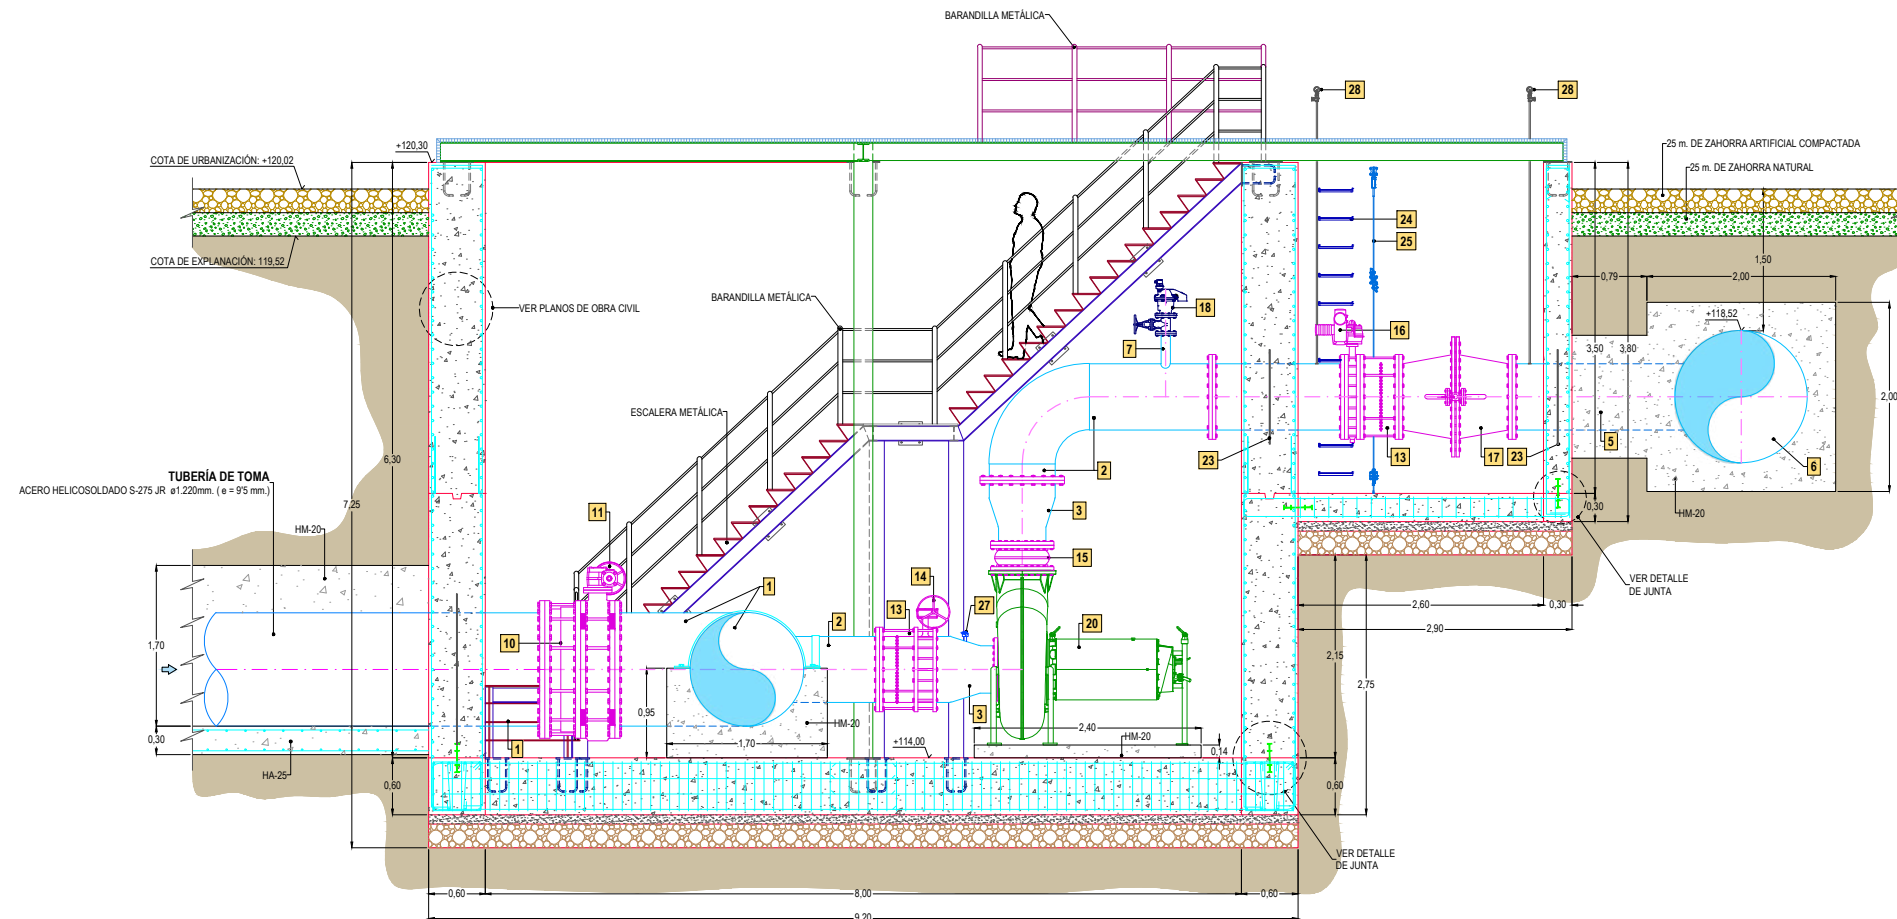 BARANDILLA METÁLICA
28
28
+120,30
25 m. DE ZAHORRA ARTIFICIAL COMPACTADA
COTA DE URBANIZACIÓN: +120,02
25 m. DE ZAHORRA NATURAL
24
25
COTA DE EXPLANACIÓN: 119,52
1,50
0,79
2,00
BARANDILLA METÁLICA
VER PLANOS DE OBRA CIVIL
18
+118,52
16
7
3,50
3,80
2,00
ESCALERA METÁLICA
13
17
23
5
6
23
2
6,30
TUBERÍA DE TOMA
ACERO HELICOSOLDADO S-275 JR ø1.220mm. ( e = 9'5 mm.)
7,25
HM-20
11
3
0,30
HM-20
15
14
1
13
27
20
VER DETALLE
DE JUNTA
2,60
0,30
2,90
1,70
10
2
2,15
2,75
0,95
3
HM-20
2,40
1,70
+114,00
HM-20
0,14
1
0,30
HA-25
0,60
0,60
VER DETALLE
DE JUNTA
0,60
8,00
0,60
9,20